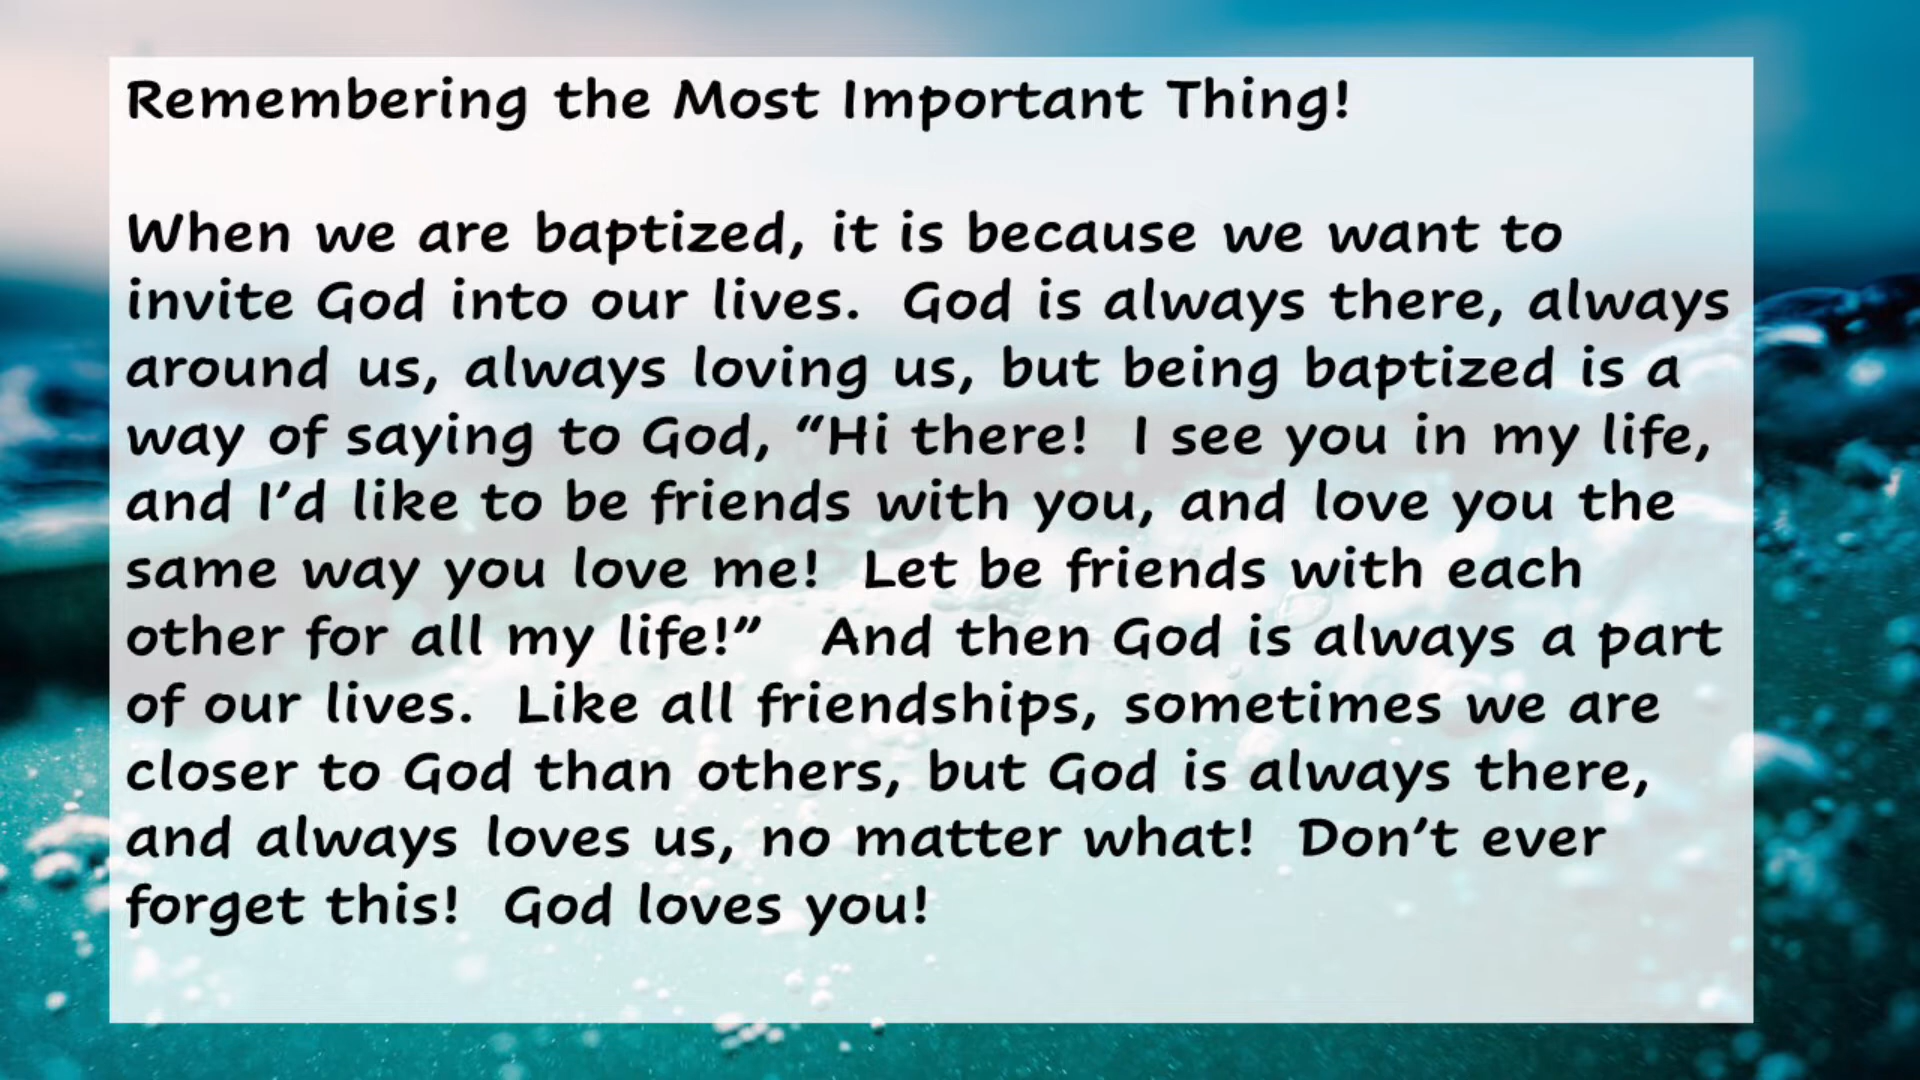 Remembering the Most Important Thing!
When we are baptized, it is because we want to
invite God into our lives.  God is always there, always
around us, always loving us, but being baptized is a
way of saying to God, “Hi there!  I see you in my life,
and I’d like to be friends with you, and love you the
same way you love me!  Let be friends with each
other for all my life!”  And then God is always a part
of our lives.  Like all friendships, sometimes we are
closer to God than others, but God is always there,
and always loves us, no matter what!  Don’t ever
forget this!  God loves you!